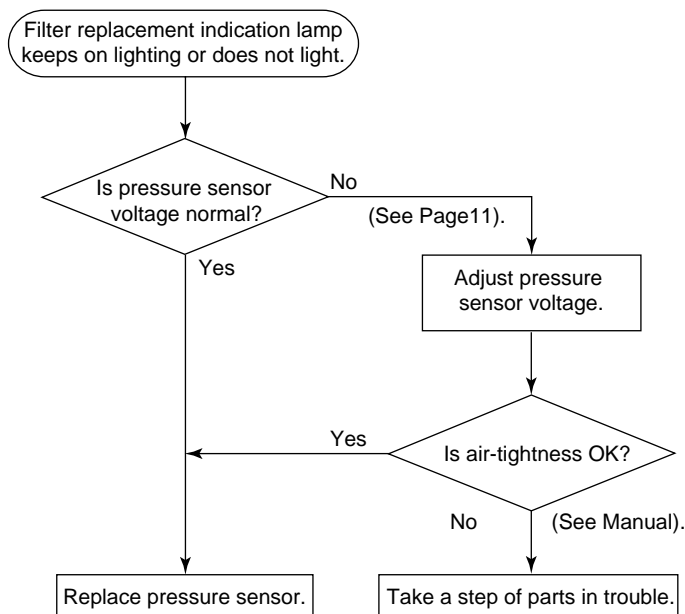 Filter replacement indication lamp
keeps on lighting or does not light.
Is pressure sensor
voltage normal?
No
(See Page11).
Yes
Adjust pressure
sensor voltage.
Yes
Is air-tightness OK?
No
(See Manual).
Replace pressure sensor.
Take a step of parts in trouble.